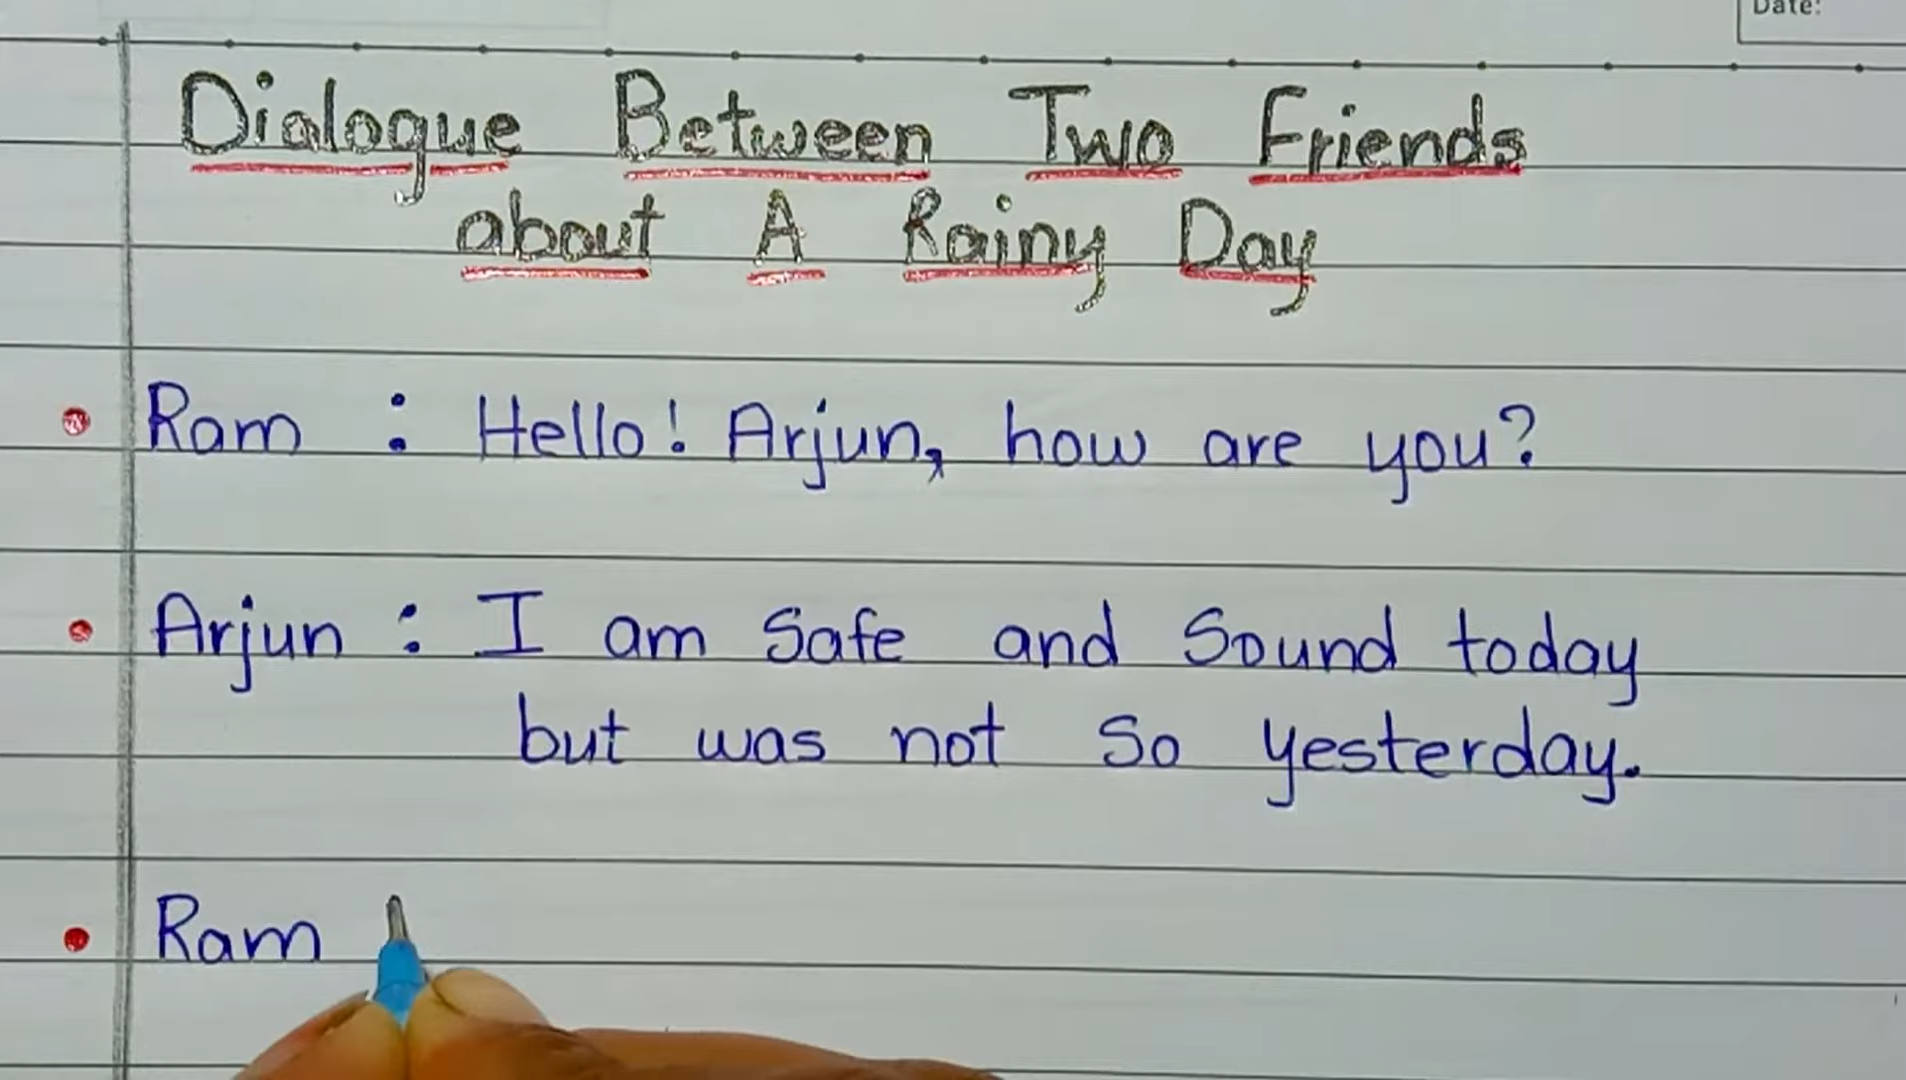 Date:
Dialogue Between Two Friends
about A Rainy Day
Ram : Hello! Arjun, how are you?
Arjun : I am Safe and Sound today
but was not So yesterday.
Ram